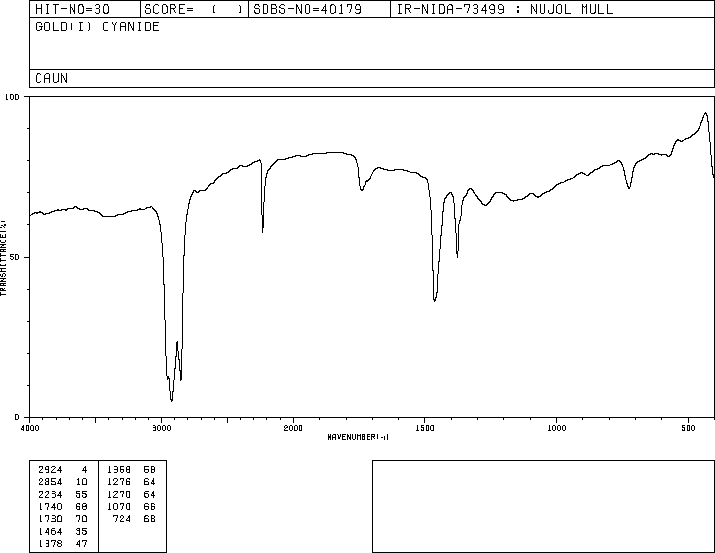 HIT-NO=30 SCORE= ( ) SDBS-NO=40179 IR-NIDA-73499 : NUJOL MULL
GOLD(I) CYANIDE
CAUN
100
50
0
TRANSMITTANCE(%)
4000 3000 2000 1500 1000 500
WAVENUMBER(-1)
2924 4 1368 58
2854 10 1276 64
2234 55 1270 64
1740 68 1070 66
1730 70 724 68
1464 35
1378 47